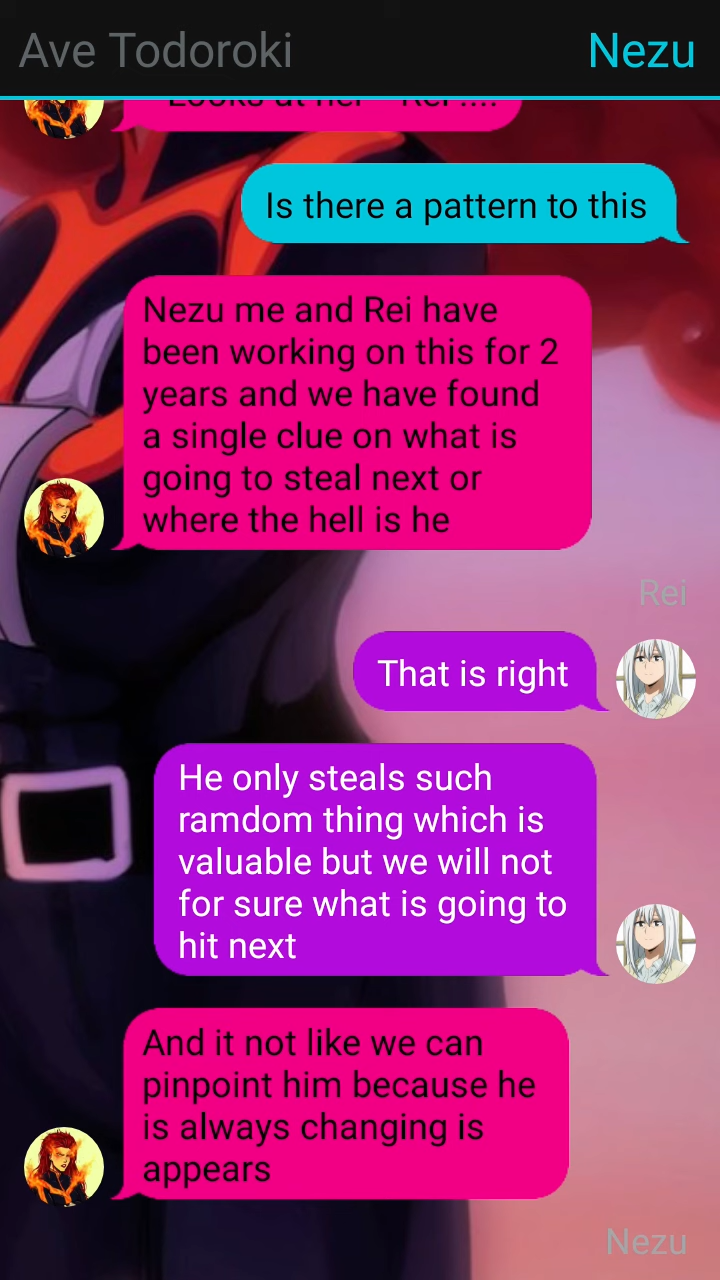 Ave Todoroki
Nezu
Looks at her
Rei ....
Is there a pattern to this
Nezu me and Rei have
been working on this for 2
years and we have found
a single clue on what is
going to steal next or
where the hell is he
Rei
That is right
He only steals such
ramdom thing which is
valuable but we will not
for sure what is going to
hit next
And it not like we can
pinpoint him because he
is always changing is
appears
Nezu